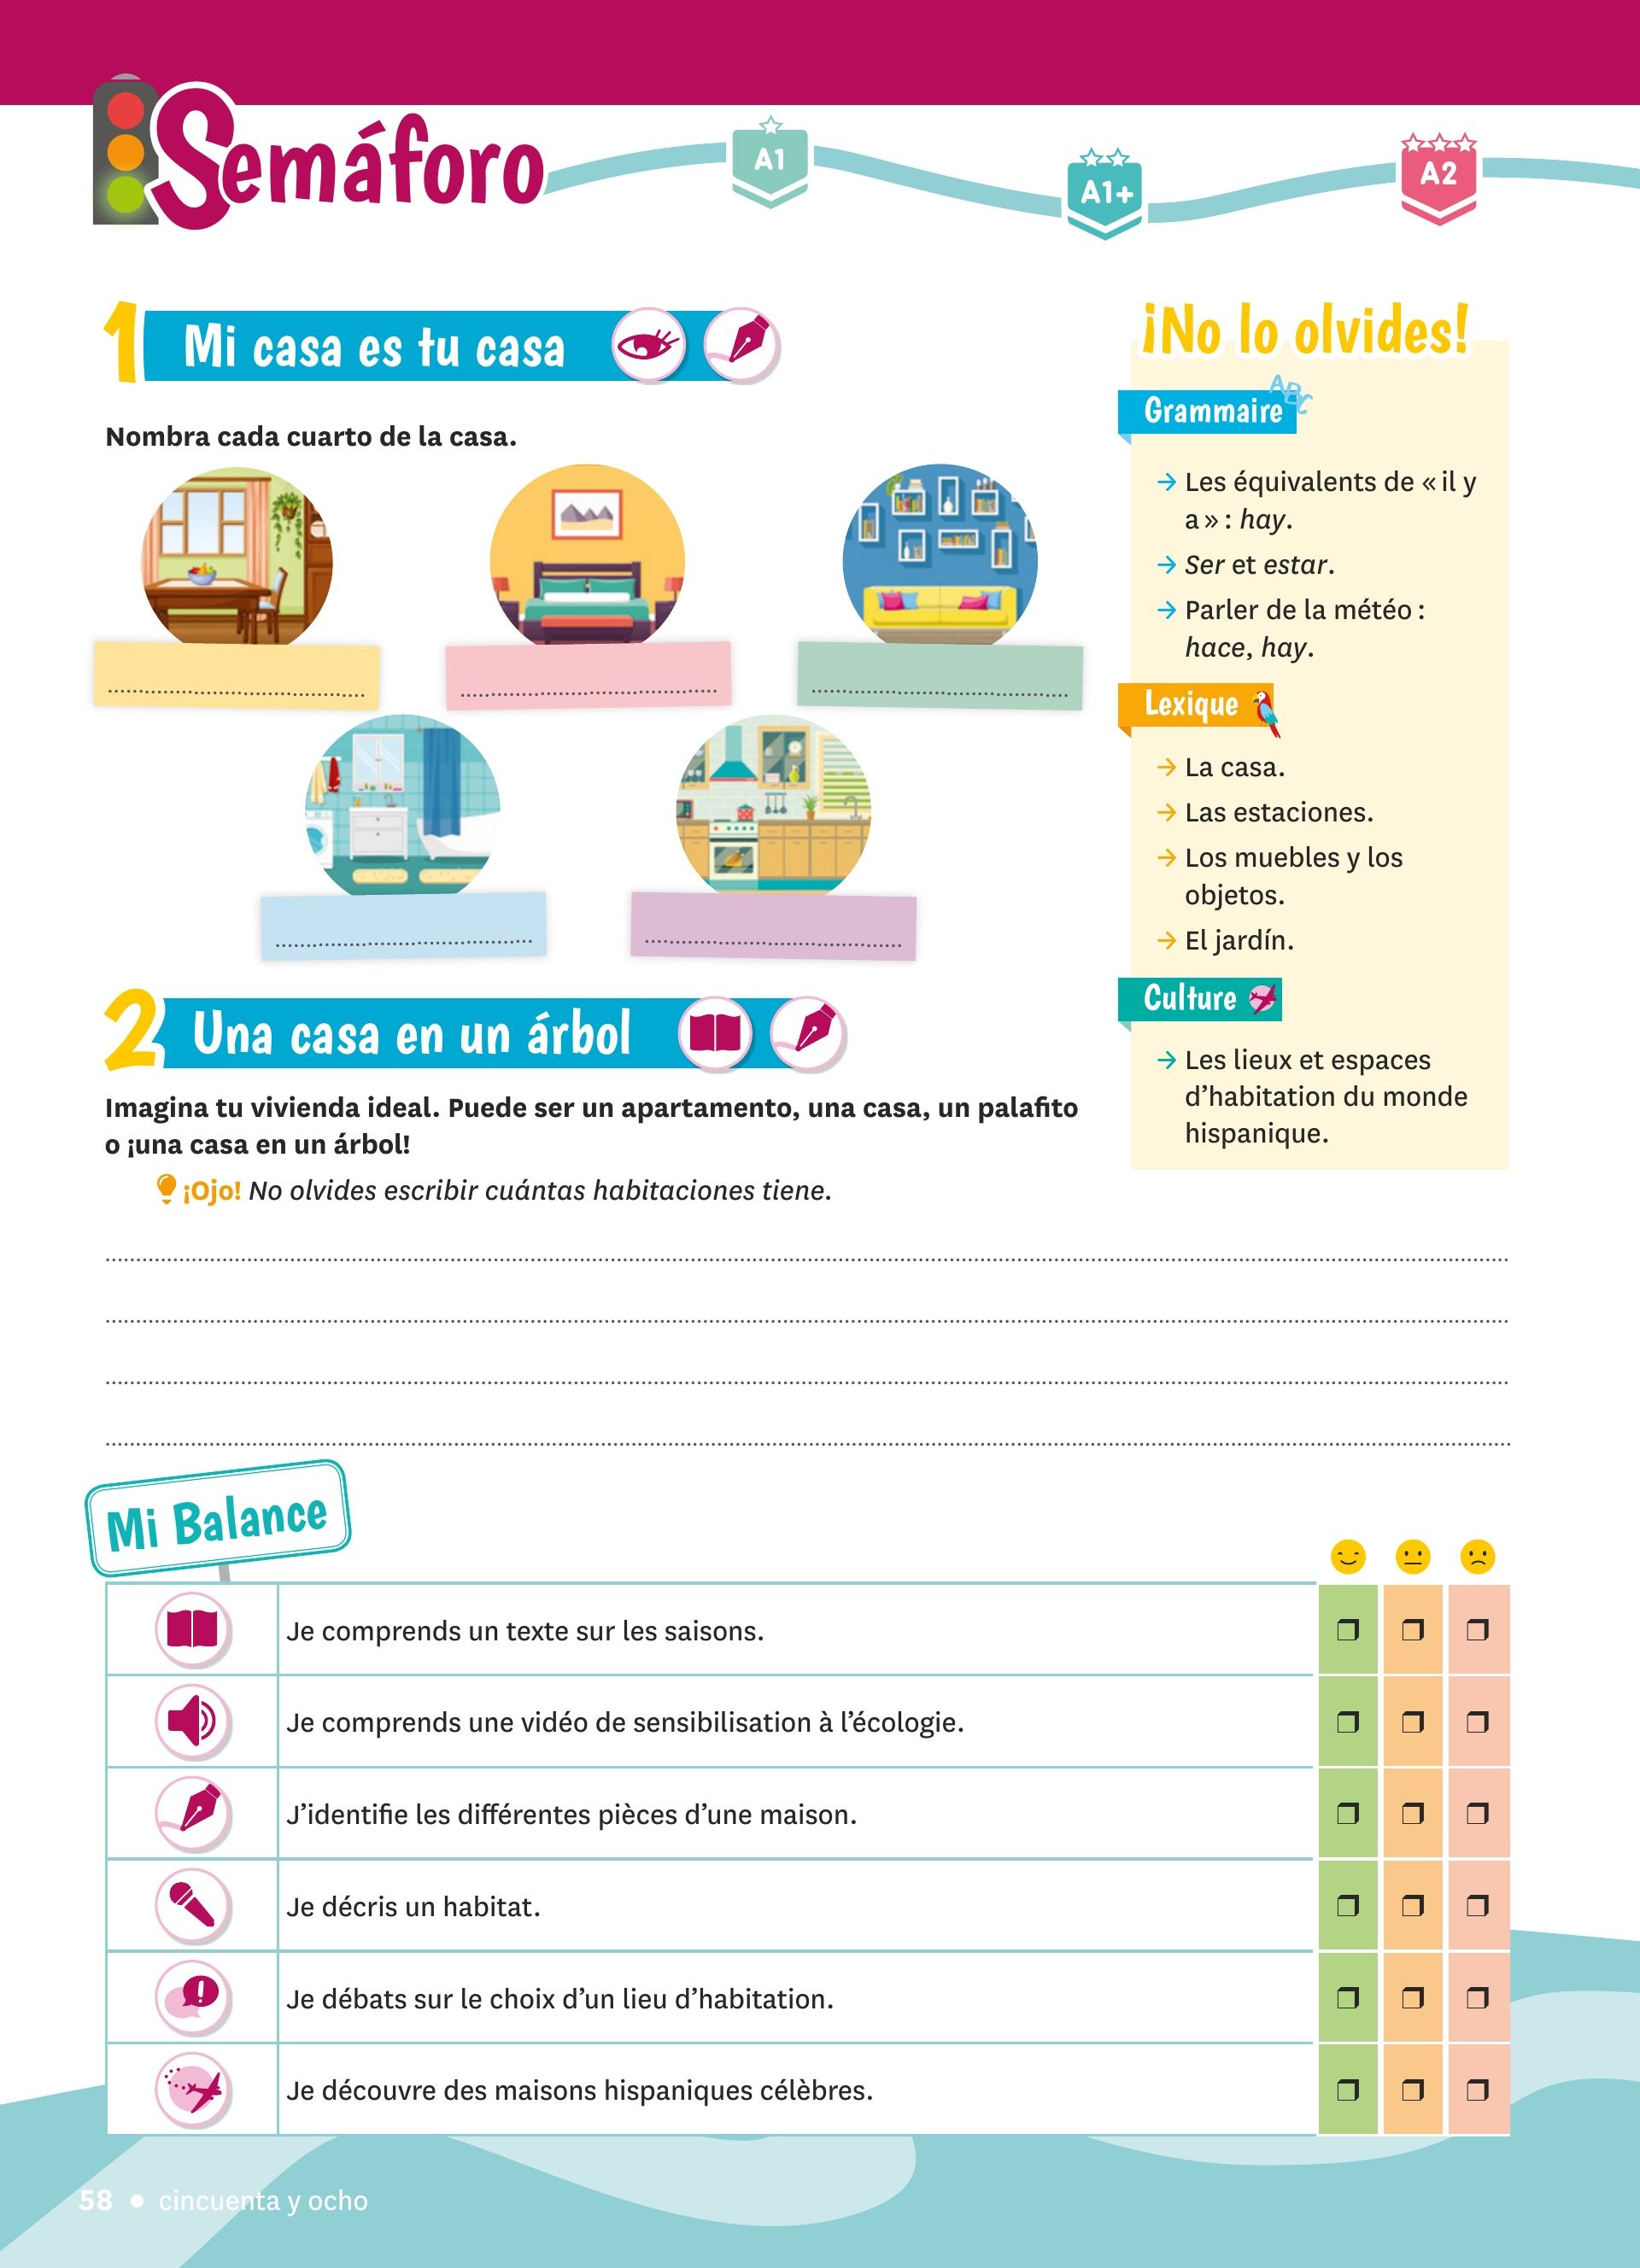 Semáforo
A1
A1+
A2
1 Mi casa es tu casa
Nombra cada cuarto de la casa.
2 Una casa en un árbol
Imagina tu vivienda ideal. Puede ser un apartamento, una casa, un palafito
o ¡una casa en un árbol!
¡Ojo! No olvides escribir cuántas habitaciones tiene.
¡No lo olvides!
Grammaire
ABC
→ Les équivalents de « il y
a » : hay.
→ Ser et estar.
→ Parler de la météo :
hace, hay.
Lexique
→ La casa.
→ Las estaciones.
→ Los muebles y los
objetos.
→ El jardín.
Culture
→ Les lieux et espaces
d’habitation du monde
hispanique.
Mi Balance
Je comprends un texte sur les saisons.
Je comprends une vidéo de sensibilisation à l’écologie.
J’identifie les différentes pièces d’une maison.
Je décris un habitat.
Je débats sur le choix d’un lieu d’habitation.
Je découvre des maisons hispaniques célèbres.
58 • cincuenta y ocho